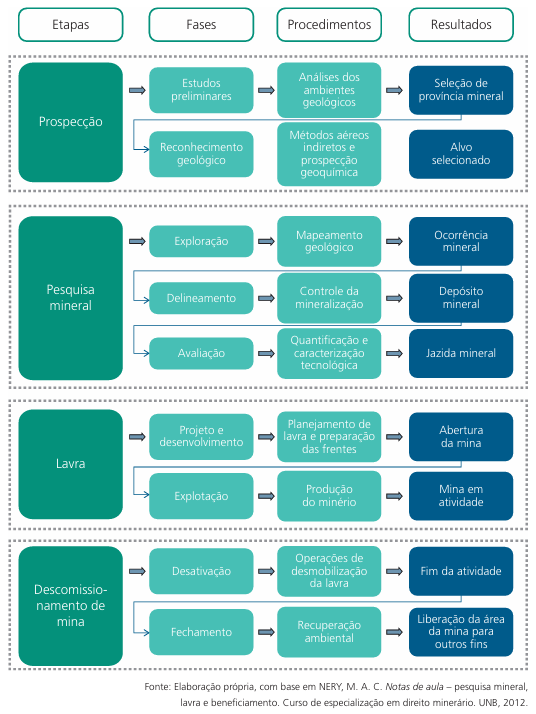 Etapas
Fases
Procedimentos
Resultados
Prospecção
Estudos
preliminares
Análises dos
ambientes
geológicos
Seleção de
província mineral
Reconhecimento
geológico
Métodos aéreos
indiretos e
prospecção
geoquímica
Alvo
selecionado
Pesquisa
mineral
Exploração
Mapeamento
geológico
Ocorrência
mineral
Delineamento
Controle da
mineralização
Depósito
mineral
Avaliação
Quantificação e
caracterização
tecnológica
Jazida mineral
Lavra
Projeto e
desenvolvimento
Planejamento de
lavra e preparação
das frentes
Abertura
da mina
Explotação
Produção
do minério
Mina em
atividade
Descomissio-
namento de
mina
Desativação
Operações de
desmobilização
da lavra
Fim da atividade
Fechamento
Recuperação
ambiental
Liberação da área
da mina para
outros fins
Fonte: Elaboração própria, com base em NERY, M. A. C. Notas de aula – pesquisa mineral,
lavra e beneficiamento. Curso de especialização em direito minerário. UNB, 2012.